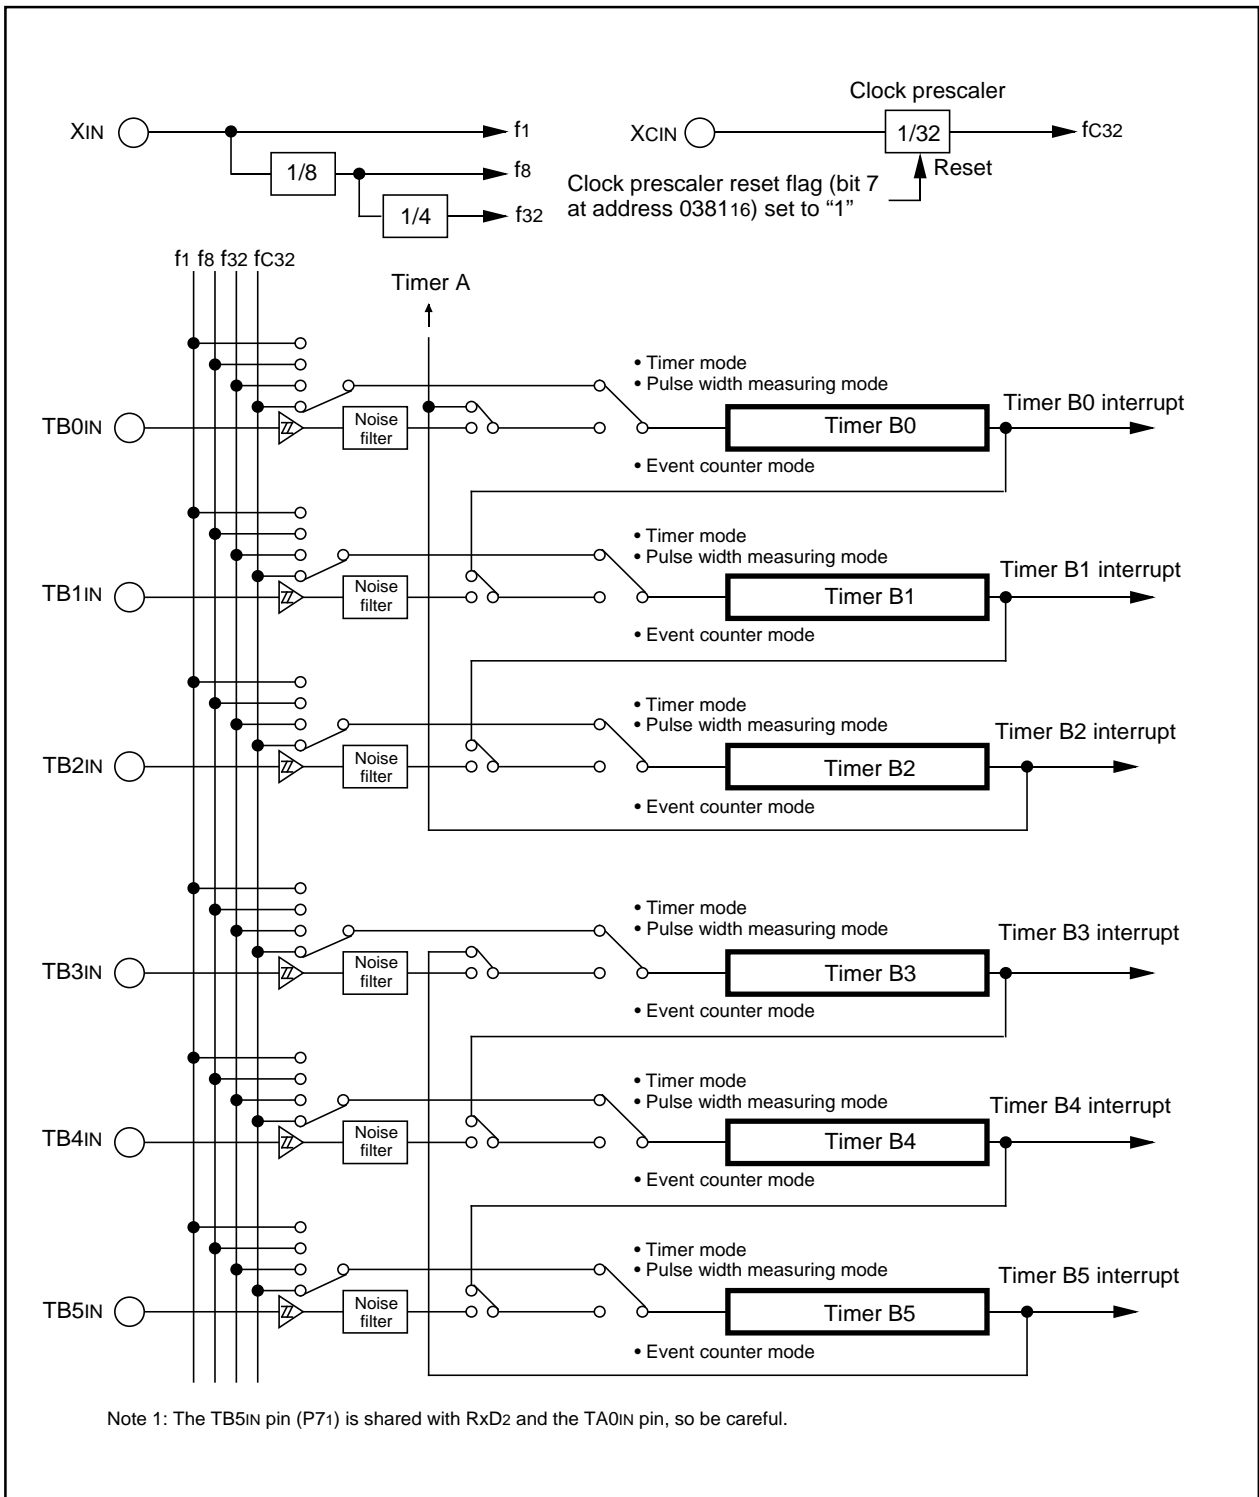 Clock prescaler
XIN
f1
XCIN
1/32
fC32
1/8
f8
Reset
Clock prescaler reset flag (bit 7
at address 038116) set to “1”
1/4
f32
f1 f8 f32 fC32
Timer A
• Timer mode
• Pulse width measuring mode
Timer B0 interrupt
TB0IN
Noise
filter
Timer B0
• Event counter mode
• Timer mode
• Pulse width measuring mode
Timer B1 interrupt
TB1IN
Noise
filter
Timer B1
• Event counter mode
• Timer mode
• Pulse width measuring mode
Timer B2 interrupt
TB2IN
Noise
filter
Timer B2
• Event counter mode
• Timer mode
• Pulse width measuring mode
Timer B3 interrupt
TB3IN
Noise
filter
Timer B3
• Event counter mode
• Timer mode
• Pulse width measuring mode
Timer B4 interrupt
TB4IN
Noise
filter
Timer B4
• Event counter mode
• Timer mode
• Pulse width measuring mode
Timer B5 interrupt
TB5IN
Noise
filter
Timer B5
• Event counter mode
Note 1: The TB5IN pin (P71) is shared with RxD2 and the TA0IN pin, so be careful.